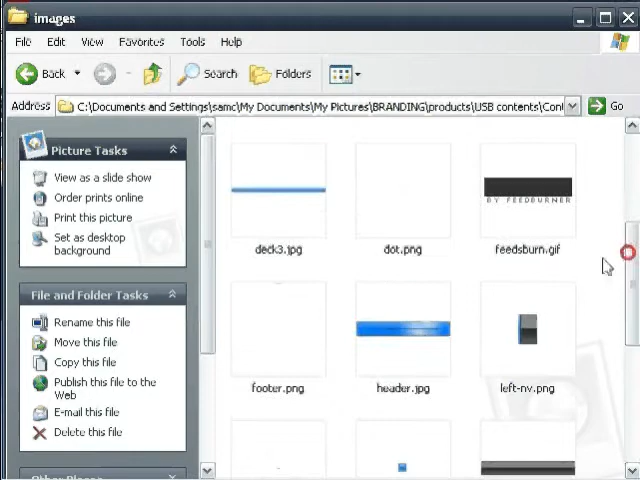 images
File Edit View Favorites Tools Help
Back Search Folders
Address C:\Documents and Settings\samc\My Documents\My Pictures\BRANDING\products\USB contents\Con Go
Picture Tasks
View as a slide show
Order prints online
Print this picture
Set as desktop
background
File and Folder Tasks
Rename this file
Move this file
Copy this file
Publish this file to the
Web
E-mail this file
Delete this file
Other Places
BY FEEDBURNER
deck3.jpg dot.png feedsburn.gif
footer.png header.jpg left-nv.png